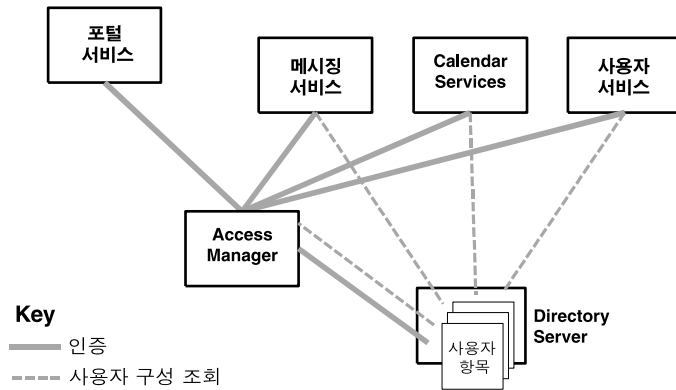 포털
서비스
메시징
서비스
Calendar
Services
사용자
서비스
Access
Manager
Directory
Server
사용자
항목
Key
인증
사용자 구성 조회